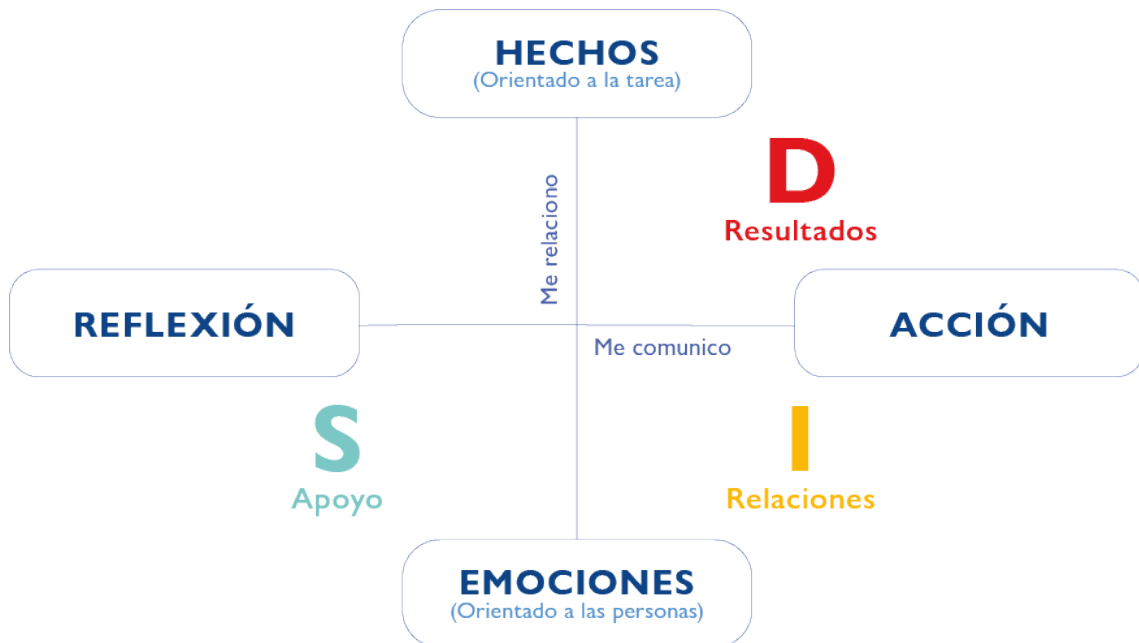 HECHOS
(Orientado a la tarea)
D
Resultados
Me relaciono
REFLEXIÓN
ACCIÓN
Me comunico
S
Apoyo
I
Relaciones
EMOCIONES
(Orientado a las personas)